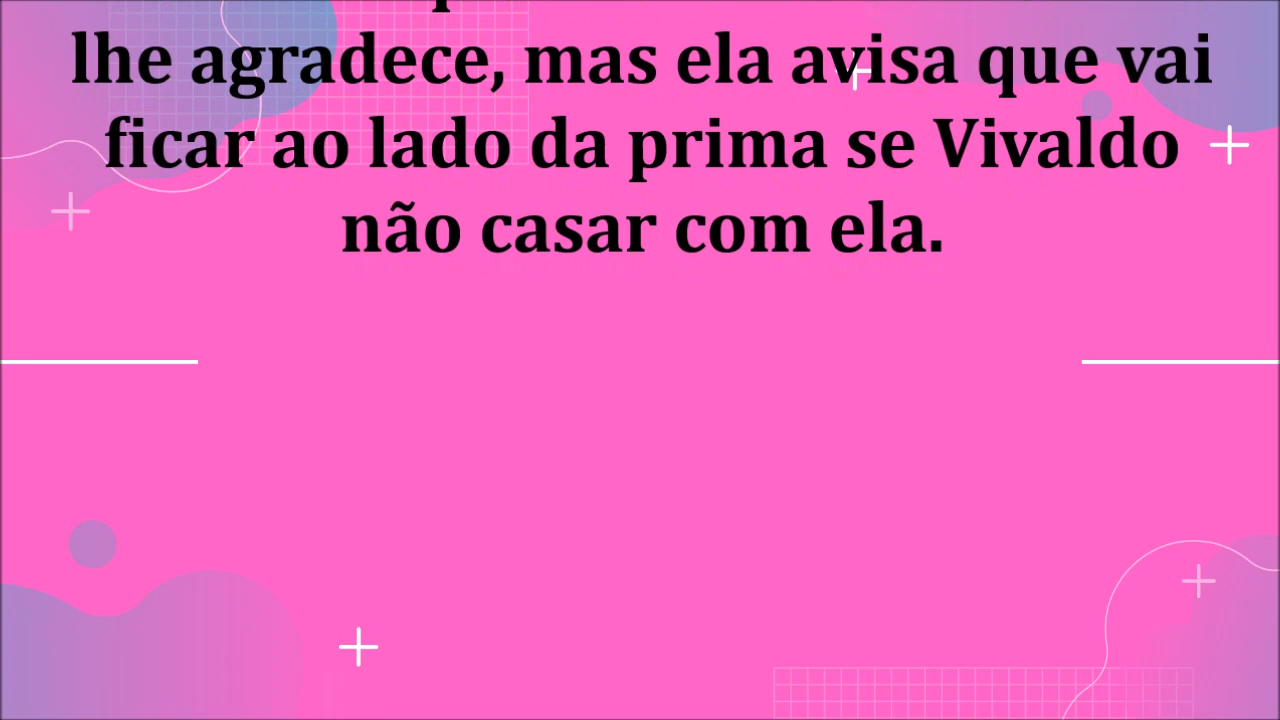 lhe agradece, mas ela avisa que vai
ficar ao lado da prima se Vivaldo
não casar com ela.